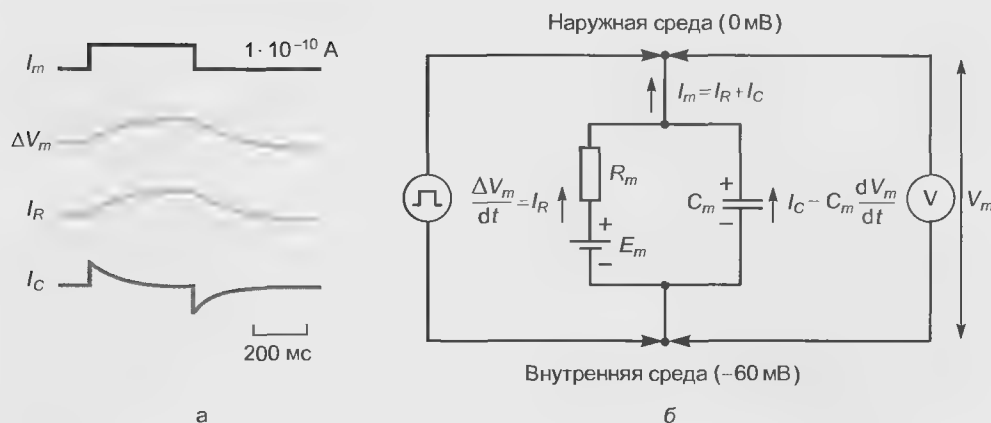 I_m
1 · 10⁻¹⁰ А
ΔV_m
I_R
I_C
200 мс
а
Наружная среда (0 мВ)
I_m = I_R + I_C
R_m
ΔV_m/dt = I_R
+
E_m
−
+
C_m
−
I_C − C_m dV_m/dt
V
V_m
Внутренняя среда (−60 мВ)
б